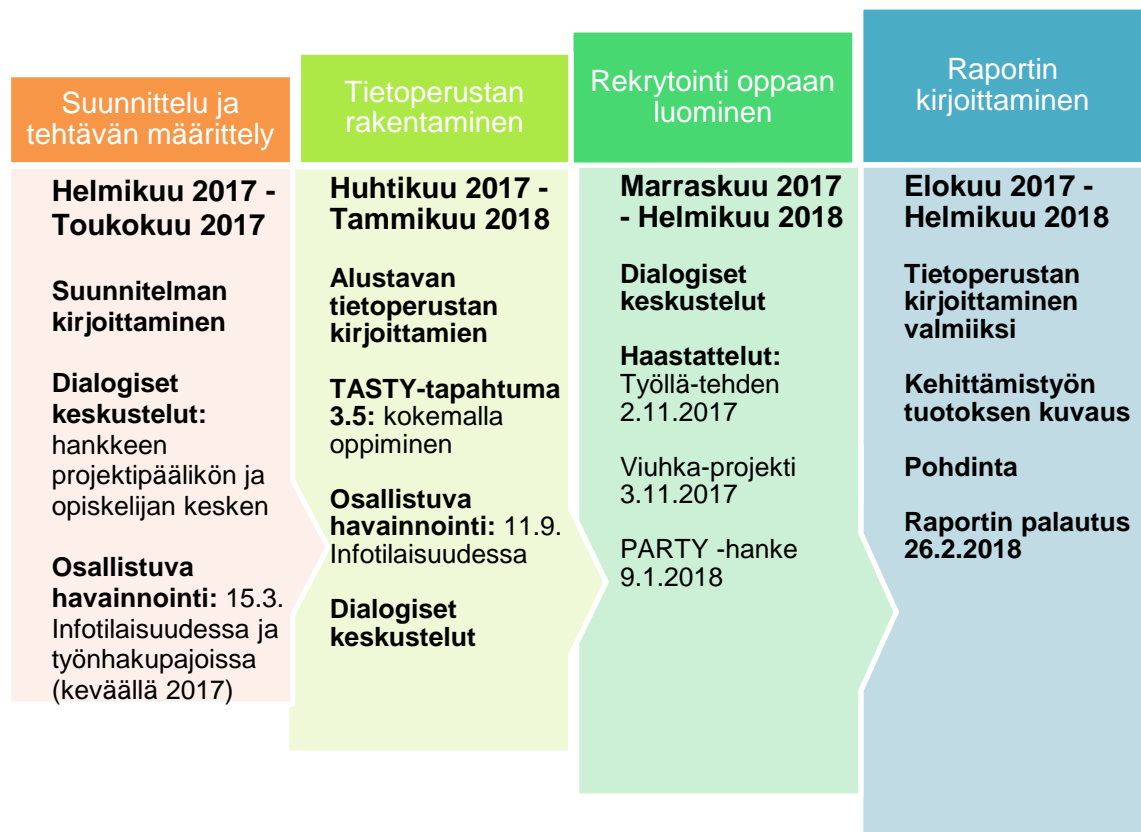 Suunnittelu ja
tehtävän määrittely
Helmikuu 2017 -
Toukokuu 2017
Suunnitelman
kirjoittaminen
Dialogiset
keskustelut:
hankkeen
projektipäälikön ja
opiskelijan kesken
Osallistuva
havainnointi: 15.3.
Infotilaisuudessa ja
työnhakupajoissa
(keväällä 2017)
Tietoperustan
rakentaminen
Huhtikuu 2017 -
Tammikuu 2018
Alustavan
tietoperustan
kirjoittamien
TASTY-tapahtuma
3.5: kokemalla
oppiminen
Osallistuva
havainnointi: 11.9.
Infotilaisuudessa
Dialogiset
keskustelut
Rekrytointi oppaan
luominen
Marraskuu 2017
- Helmikuu 2018
Dialogiset
keskustelut
Haastattelut:
Työllä-tehden
2.11.2017
Viuhka-projekti
3.11.2017
PARTY -hanke
9.1.2018
Raportin
kirjoittaminen
Elokuu 2017 -
Helmikuu 2018
Tietoperustan
kirjoittaminen
valmiiksi
Kehittämistyön
tuotoksen kuvaus
Pohdinta
Raportin palautus
26.2.2018